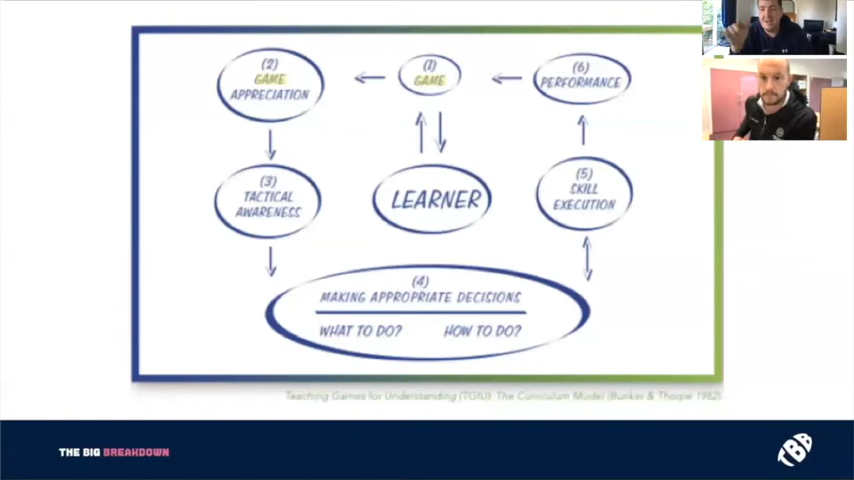 (2)
GAME
APPRECIATION
(1)
GAME
(6)
PERFORMANCE
(3)
TACTICAL
AWARENESS
LEARNER
(5)
SKILL
EXECUTION
(4)
MAKING APPROPRIATE DECISIONS
WHAT TO DO?
HOW TO DO?
Teaching Games for Understanding (TGfU): The Curriculum Model (Bunker & Thorpe 1982)
THE BIG BREAKDOWN
TBB